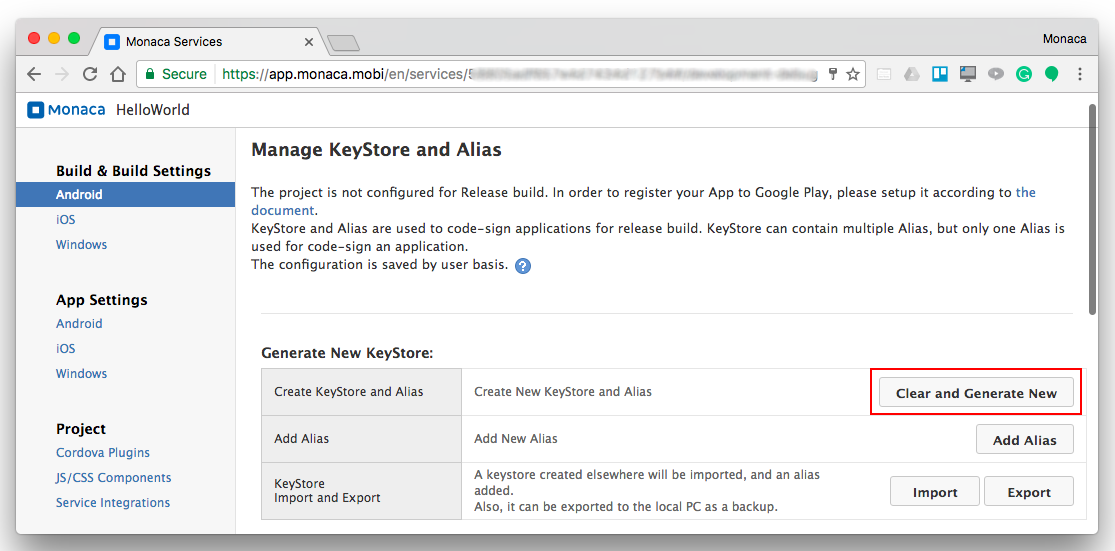 Monaca Services
Monaca
Secure
https://app.monaca.mobi/en/services/
Monaca HelloWorld
Build & Build Settings
Android
iOS
Windows
App Settings
Android
iOS
Windows
Project
Cordova Plugins
JS/CSS Components
Service Integrations
Manage KeyStore and Alias
The project is not configured for Release build. In order to register your App to Google Play, please setup it according to the
document.
KeyStore and Alias are used to code-sign applications for release build. KeyStore can contain multiple Alias, but only one Alias is
used for code-sign an application.
The configuration is saved by user basis. ?
Generate New KeyStore:
Create KeyStore and Alias
Create New KeyStore and Alias
Clear and Generate New
Add Alias
Add New Alias
Add Alias
KeyStore
Import and Export
A keystore created elsewhere will be imported, and an alias
added.
Also, it can be exported to the local PC as a backup.
Import
Export